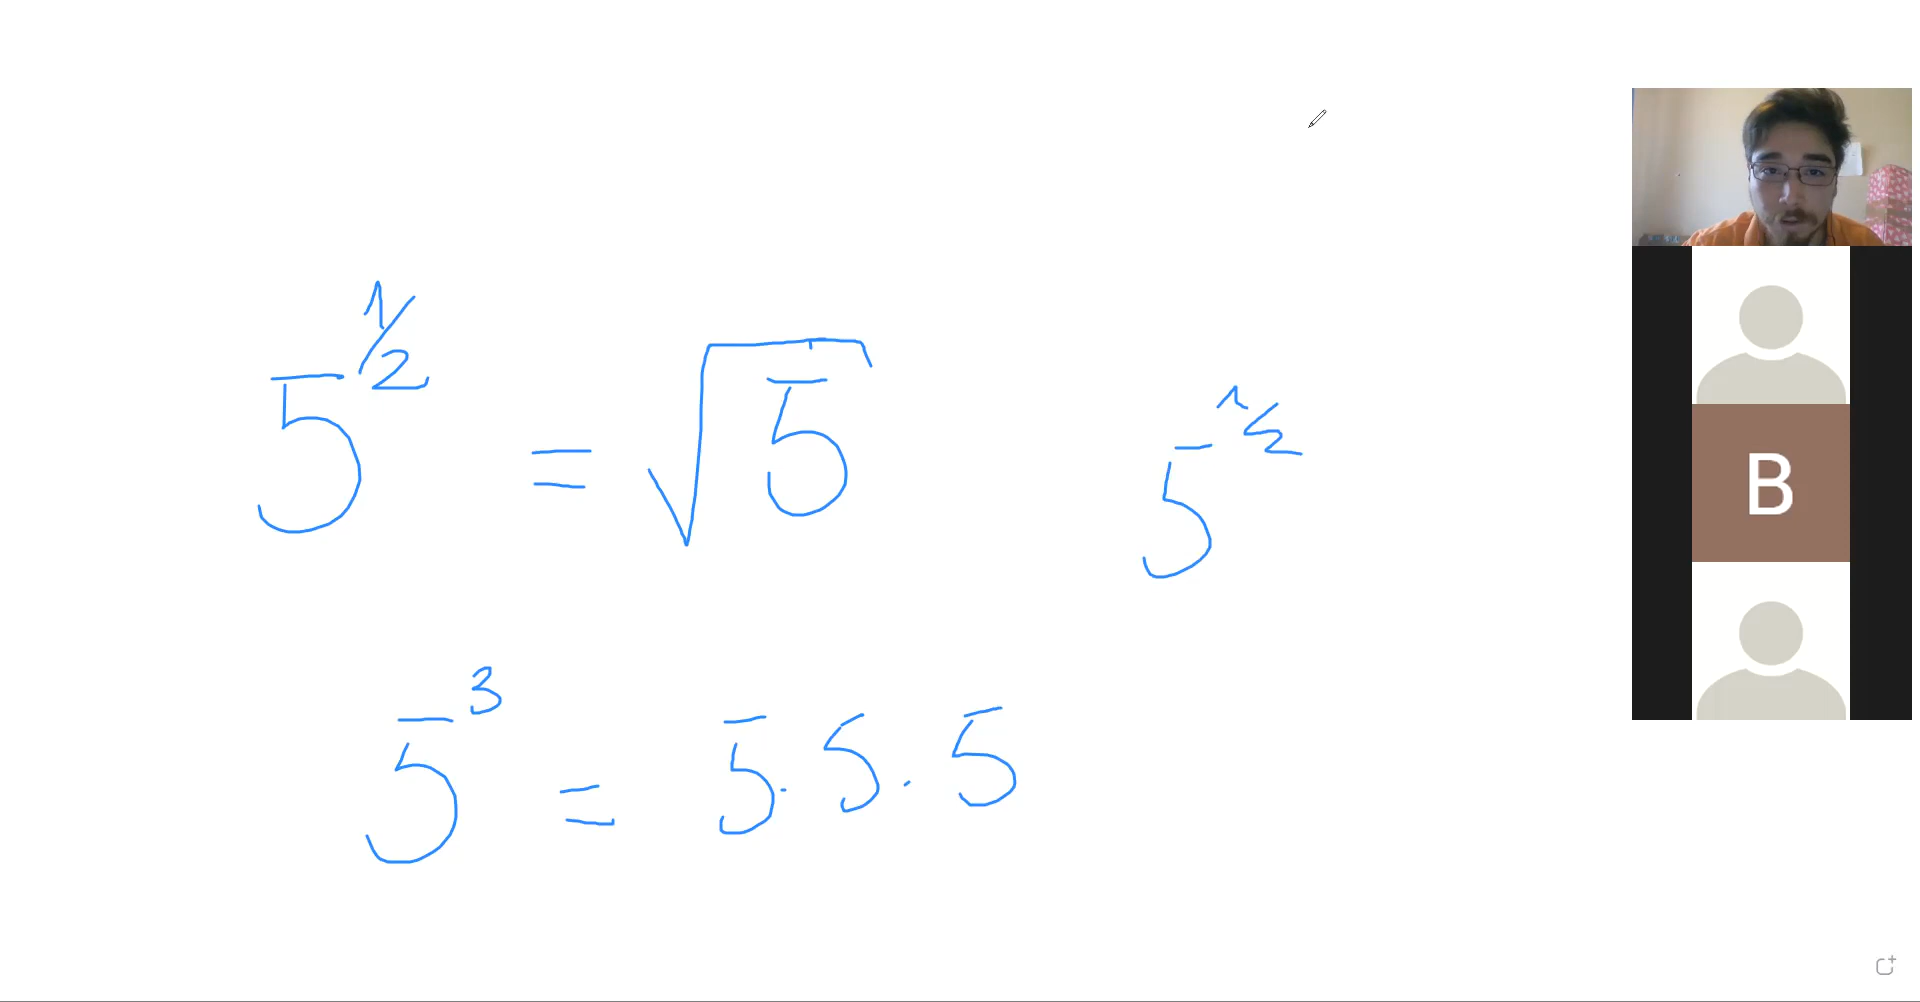 5^{1/2} = √5
5^{1/2}
5^3 = 5 · 5 · 5
B